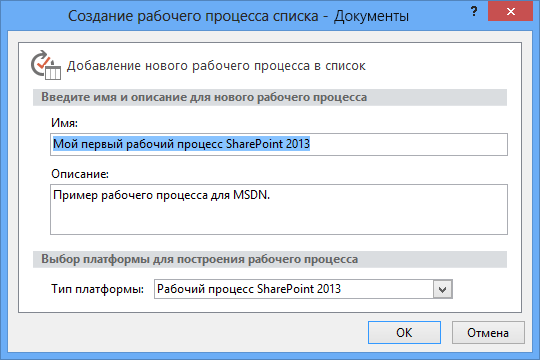 Создание рабочего процесса списка - Документы
?
Добавление нового рабочего процесса в список
Введите имя и описание для нового рабочего процесса
Имя:
Мой первый рабочий процесс SharePoint 2013
Описание:
Пример рабочего процесса для MSDN.
Выбор платформы для построения рабочего процесса
Тип платформы: Рабочий процесс SharePoint 2013
OK Отмена